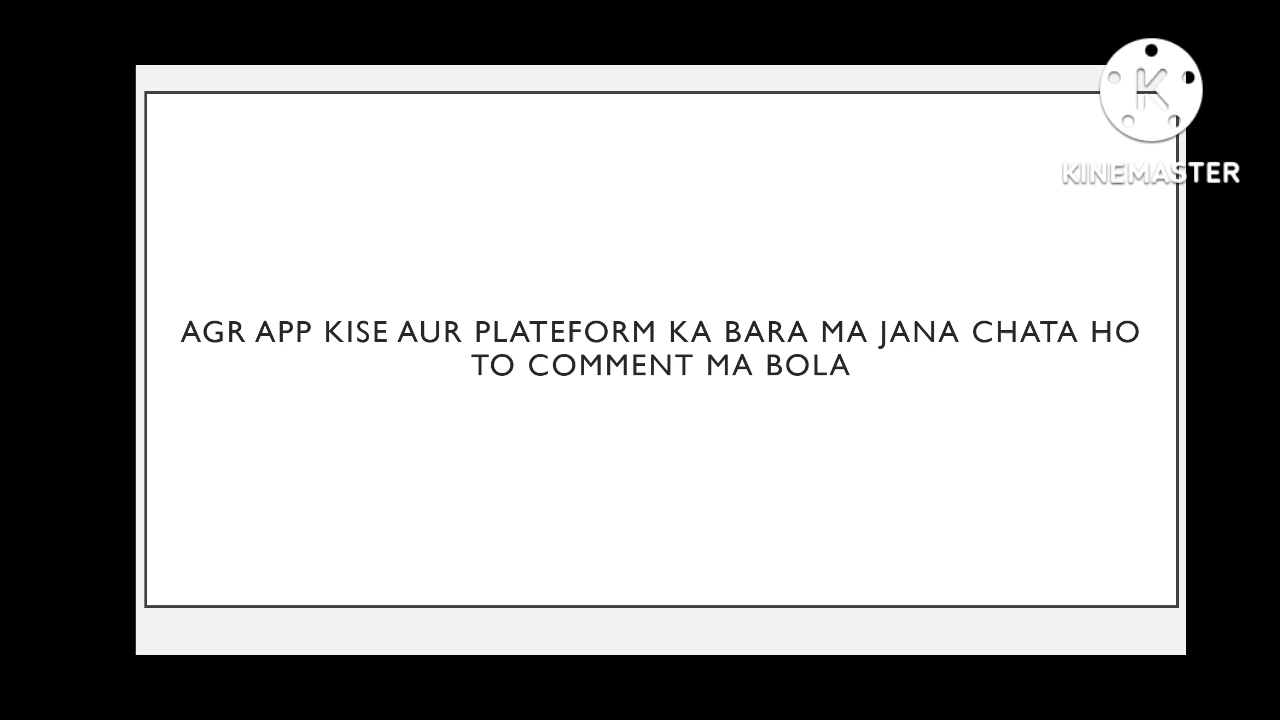 K
KINEMASTER
AGR APP KISE AUR PLATEFORM KA BARA MA JANA CHATA HO
TO COMMENT MA BOLA